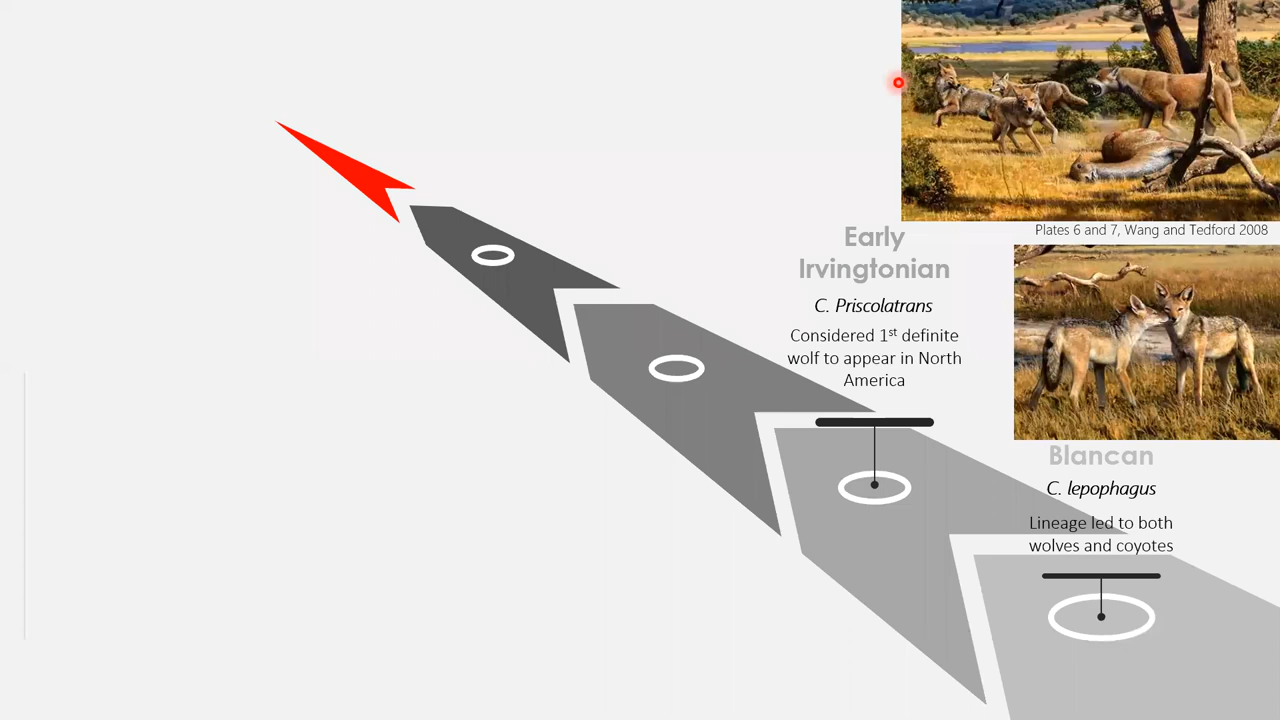 Plates 6 and 7, Wang and Tedford 2008
Early
Irvingtonian
C. Priscolatrans
Considered 1st definite
wolf to appear in North
America
Blancan
C. lepophagus
Lineage led to both
wolves and coyotes